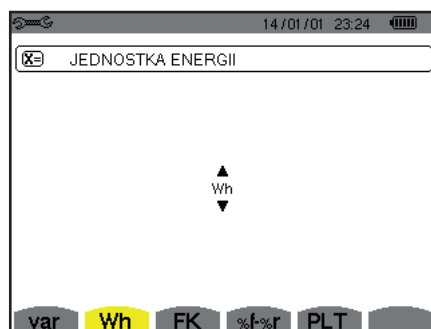 14/01/01 23:24
X= JEDNOSTKA ENERGII
Wh
var Wh FK %f-%r PLT